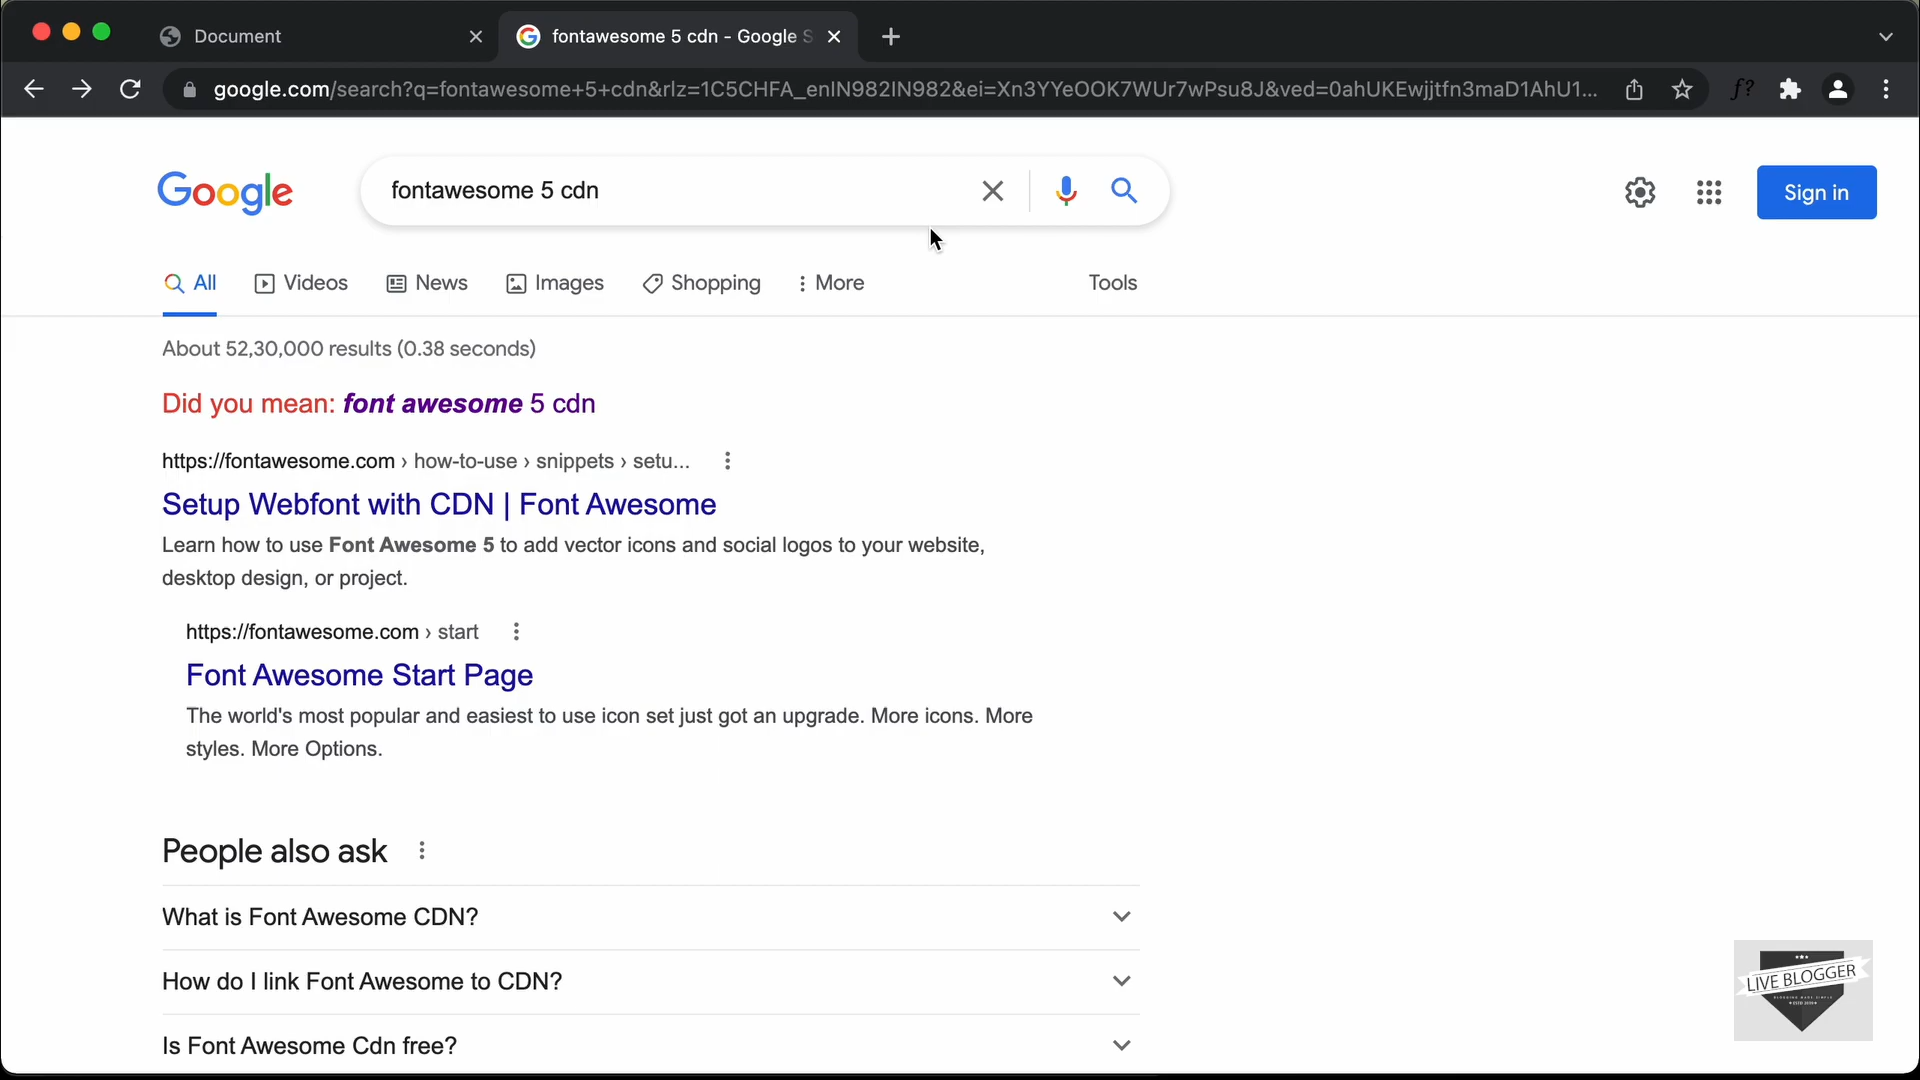 Document
fontawesome 5 cdn - Google S
google.com/search?q=fontawesome+5+cdn&rlz=1C5CHFA_enIN982IN982&ei=Xn3YYeOOK7WUr7wPsu8J&ved=0ahUKEwjjtfn3maD1AhU1...
f?
Google
fontawesome 5 cdn
Sign in
All
Videos
News
Images
Shopping
More
Tools
About 52,30,000 results (0.38 seconds)
Did you mean: font awesome 5 cdn
https://fontawesome.com › how-to-use › snippets › setu...
Setup Webfont with CDN | Font Awesome
Learn how to use Font Awesome 5 to add vector icons and social logos to your website,
desktop design, or project.
https://fontawesome.com › start
Font Awesome Start Page
The world's most popular and easiest to use icon set just got an upgrade. More icons. More
styles. More Options.
People also ask
What is Font Awesome CDN?
How do I link Font Awesome to CDN?
Is Font Awesome Cdn free?
LIVE BLOGGER